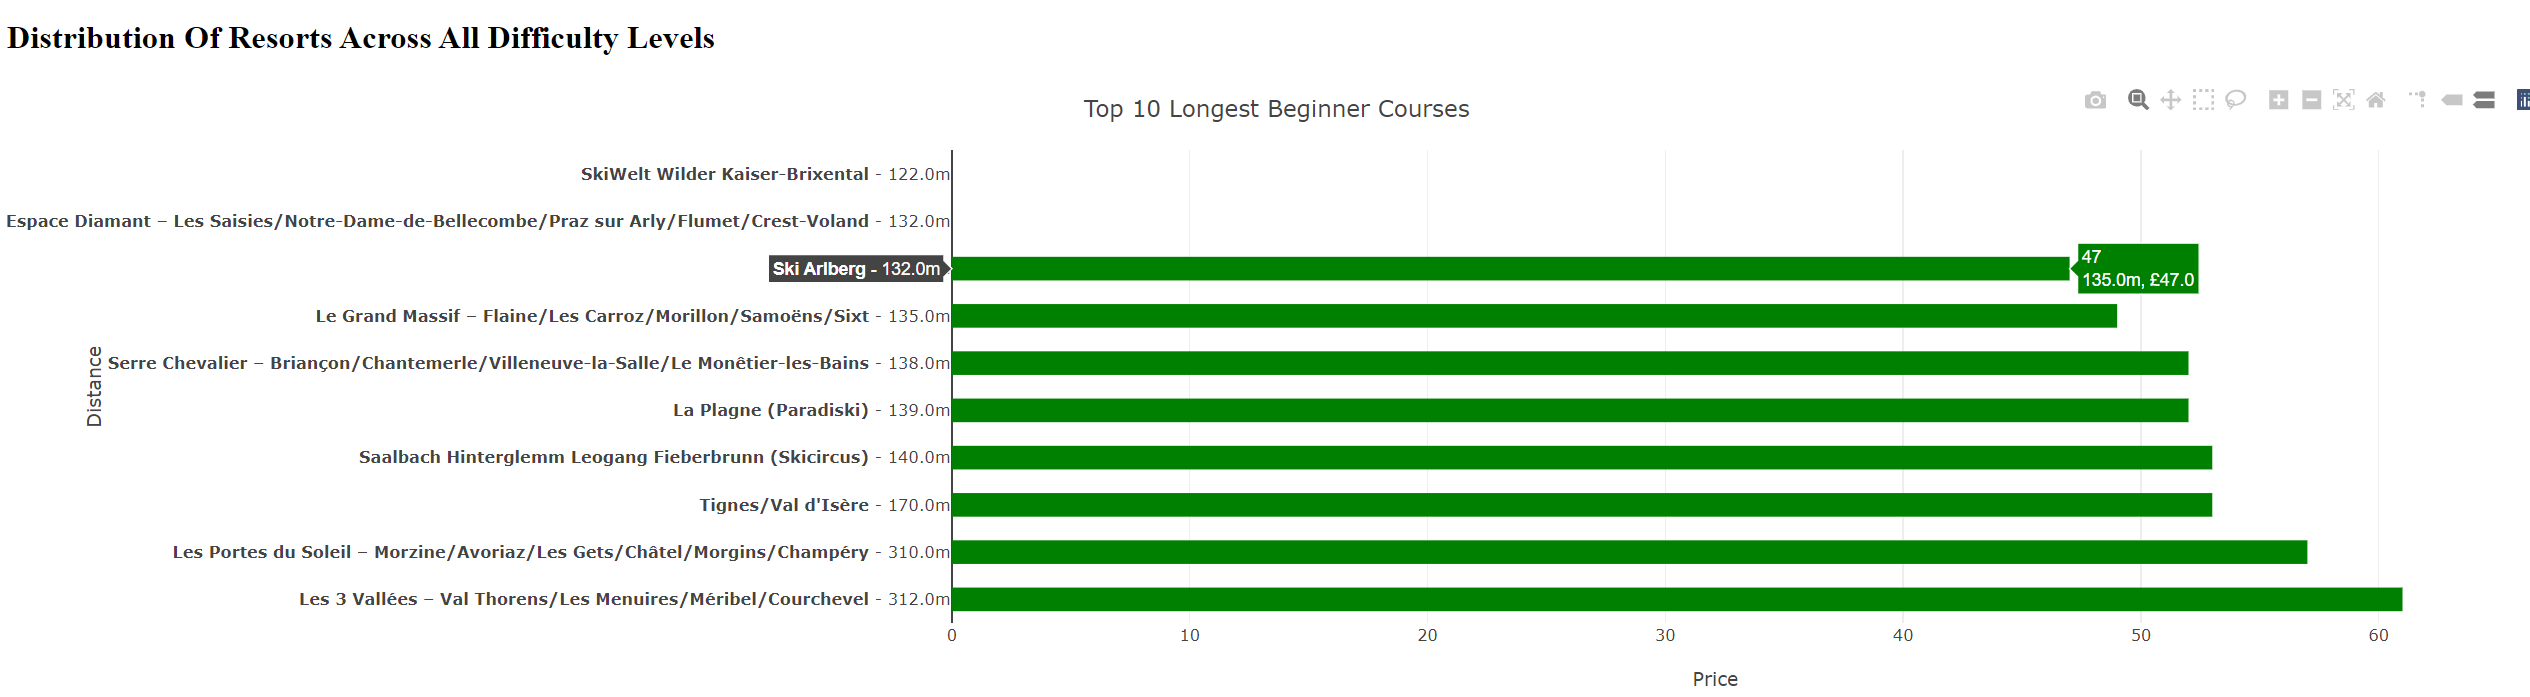 Distribution Of Resorts Across All Difficulty Levels
Top 10 Longest Beginner Courses
SkiWelt Wilder Kaiser-Brixental - 122.0m
Espace Diamant – Les Saisies/Notre-Dame-de-Bellecombe/Praz sur Arly/Flumet/Crest-Voland - 132.0m
Ski Arlberg - 132.0m
47
135.0m, £47.0
Le Grand Massif – Flaine/Les Carroz/Morillon/Samoëns/Sixt - 135.0m
Serre Chevalier – Briançon/Chantemerle/Villeneuve-la-Salle/Le Monêtier-les-Bains - 138.0m
La Plagne (Paradiski) - 139.0m
Saalbach Hinterglemm Leogang Fieberbrunn (Skicircus) - 140.0m
Tignes/Val d'Isère - 170.0m
Les Portes du Soleil – Morzine/Avoriaz/Les Gets/Châtel/Morgins/Champéry - 310.0m
Les 3 Vallées – Val Thorens/Les Menuires/Méribel/Courchevel - 312.0m
Distance
0 10 20 30 40 50 60
Price